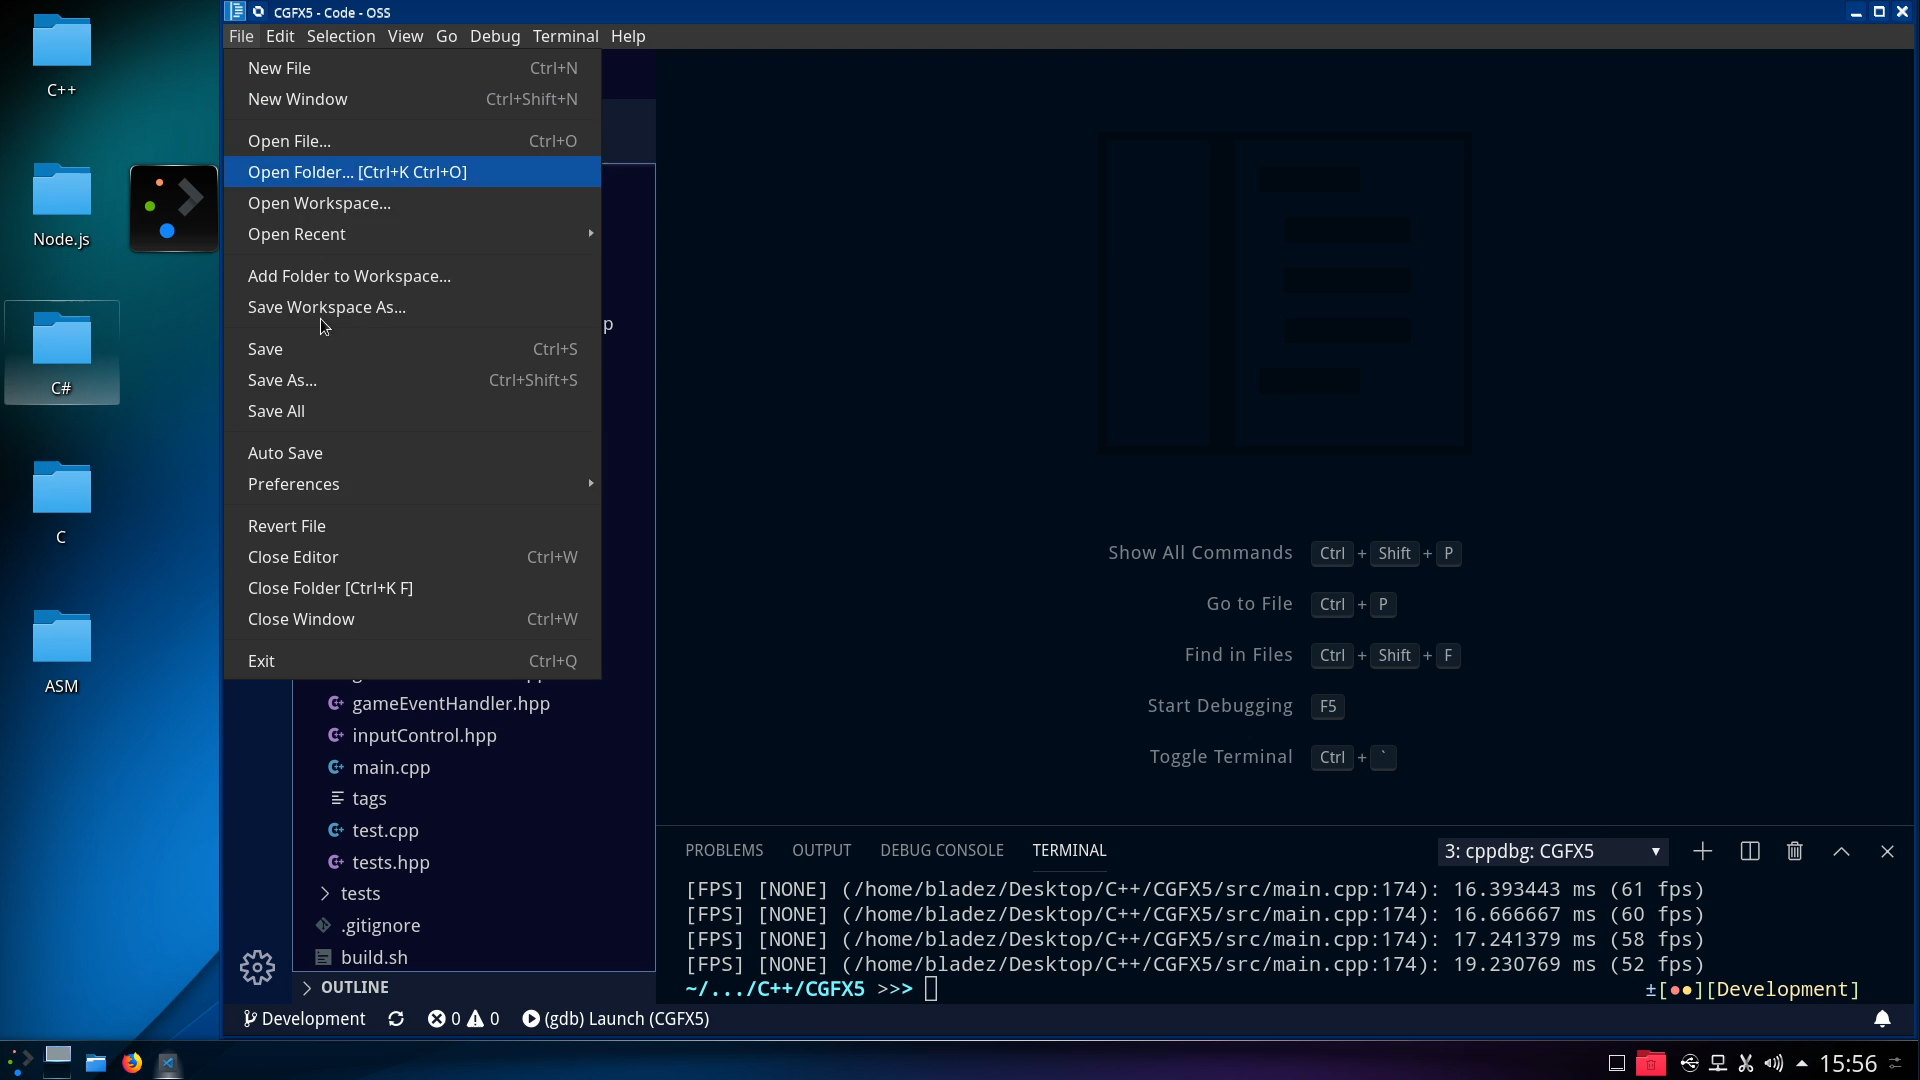 C++
Node.js
C#
C
ASM
CGFX5 - Code - OSS
File Edit Selection View Go Debug Terminal Help
New File Ctrl+N
New Window Ctrl+Shift+N
Open File... Ctrl+O
Open Folder... [Ctrl+K Ctrl+O]
Open Workspace...
Open Recent
Add Folder to Workspace...
Save Workspace As...
Save Ctrl+S
Save As... Ctrl+Shift+S
Save All
Auto Save
Preferences
Revert File
Close Editor Ctrl+W
Close Folder [Ctrl+K F]
Close Window Ctrl+W
Exit Ctrl+Q
p
gameEventHandler.hpp
inputControl.hpp
main.cpp
tags
test.cpp
tests.hpp
tests
.gitignore
build.sh
OUTLINE
Show All Commands Ctrl + Shift + P
Go to File Ctrl + P
Find in Files Ctrl + Shift + F
Start Debugging F5
Toggle Terminal Ctrl + `
PROBLEMS OUTPUT DEBUG CONSOLE TERMINAL 3: cppdbg: CGFX5
[FPS] [NONE] (/home/bladez/Desktop/C++/CGFX5/src/main.cpp:174): 16.393443 ms (61 fps)
[FPS] [NONE] (/home/bladez/Desktop/C++/CGFX5/src/main.cpp:174): 16.666667 ms (60 fps)
[FPS] [NONE] (/home/bladez/Desktop/C++/CGFX5/src/main.cpp:174): 17.241379 ms (58 fps)
[FPS] [NONE] (/home/bladez/Desktop/C++/CGFX5/src/main.cpp:174): 19.230769 ms (52 fps)
~/.../C++/CGFX5 >>> ±[●●][Development]
Development 0 0 (gdb) Launch (CGFX5)
15:56